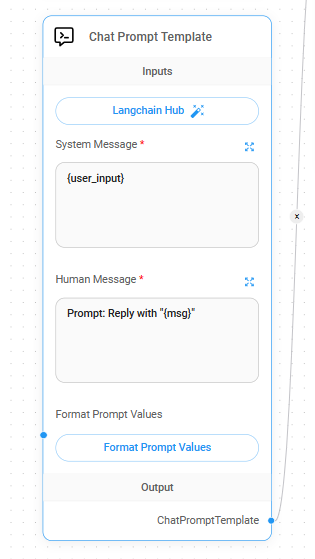 Chat Prompt Template
Inputs
Langchain Hub
System Message *
{user_input}
Human Message *
Prompt: Reply with "{msg}"
Format Prompt Values
Format Prompt Values
Output
ChatPromptTemplate